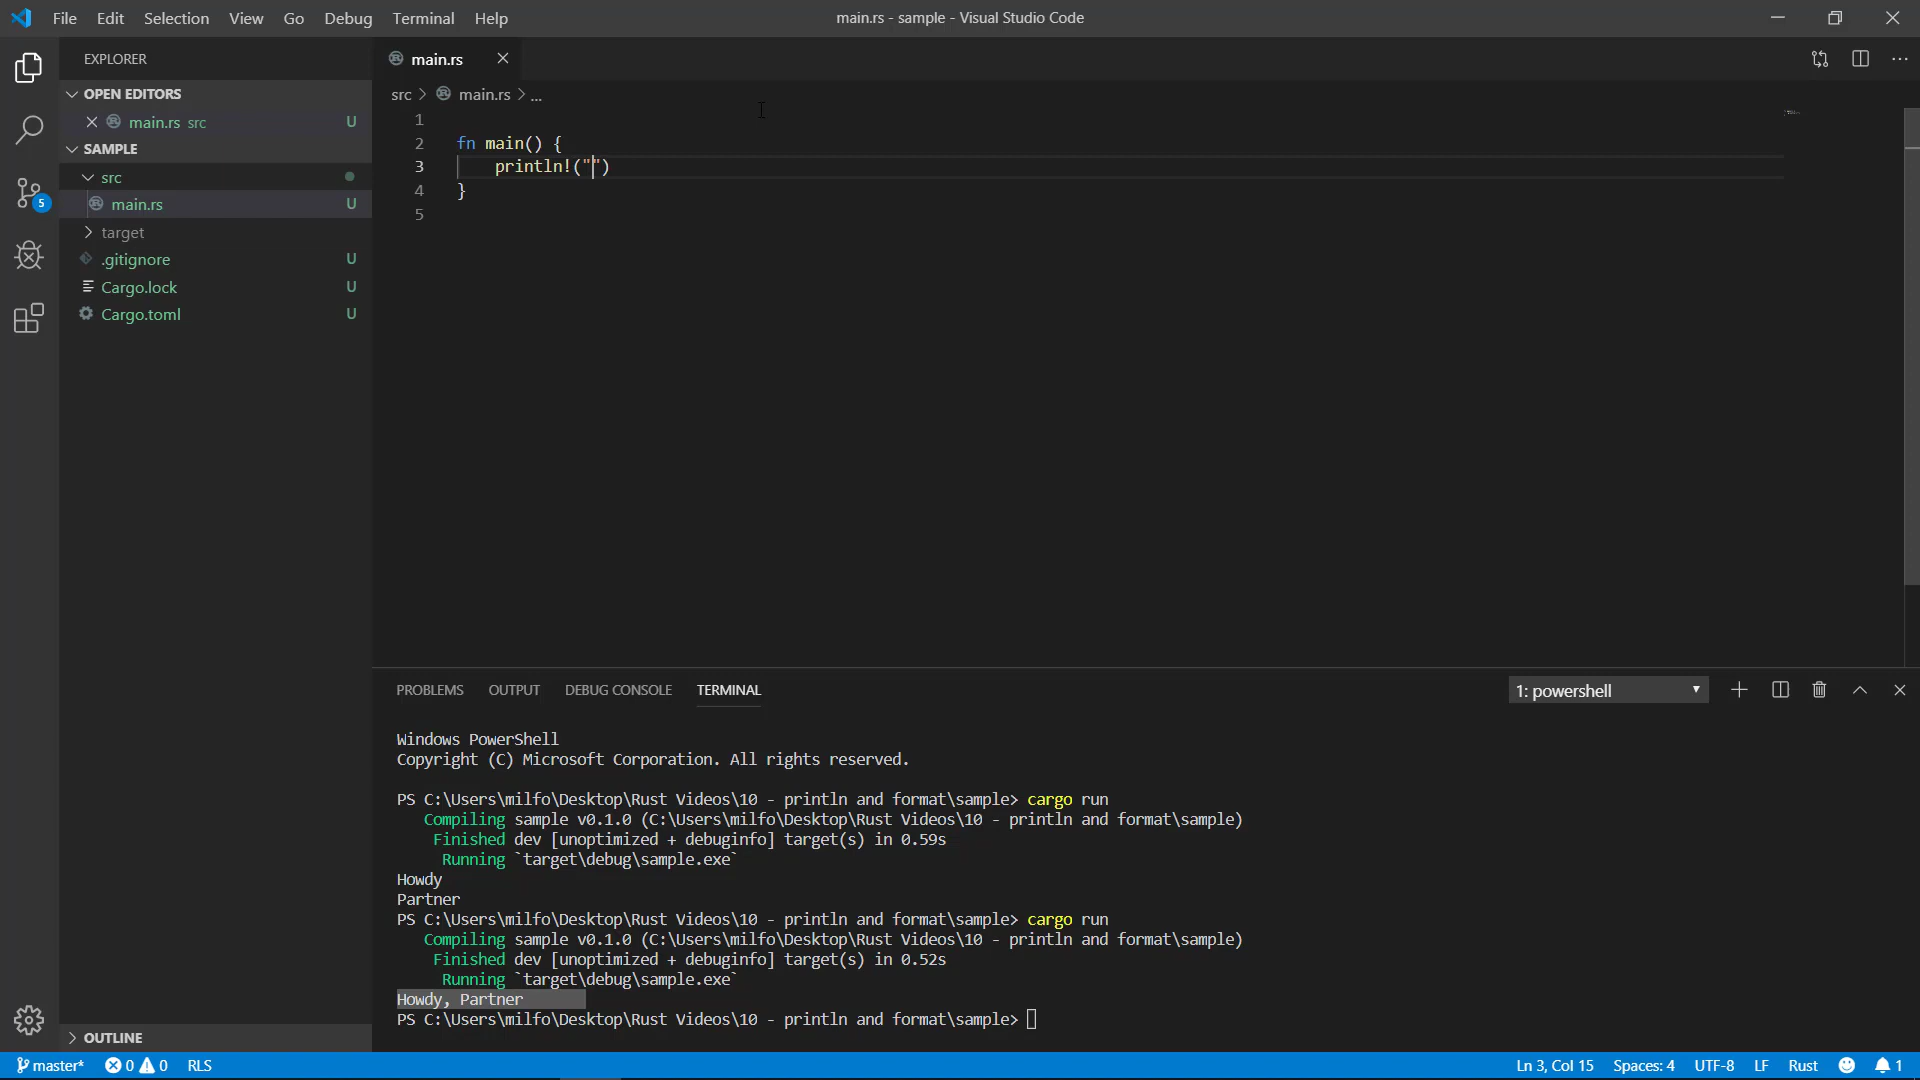 File Edit Selection View Go Debug Terminal Help
main.rs - sample - Visual Studio Code
EXPLORER
OPEN EDITORS
main.rs src U
SAMPLE
src
main.rs U
target
.gitignore U
Cargo.lock U
Cargo.toml U
OUTLINE
5
main.rs
src > main.rs > ...
1
2 fn main() {
3 println!("")
4 }
5
PROBLEMS OUTPUT DEBUG CONSOLE TERMINAL
1: powershell
Windows PowerShell
Copyright (C) Microsoft Corporation. All rights reserved.
PS C:\Users\milfo\Desktop\Rust Videos\10 - println and format\sample> cargo run
Compiling sample v0.1.0 (C:\Users\milfo\Desktop\Rust Videos\10 - println and format\sample)
Finished dev [unoptimized + debuginfo] target(s) in 0.59s
Running `target\debug\sample.exe`
Howdy
Partner
PS C:\Users\milfo\Desktop\Rust Videos\10 - println and format\sample> cargo run
Compiling sample v0.1.0 (C:\Users\milfo\Desktop\Rust Videos\10 - println and format\sample)
Finished dev [unoptimized + debuginfo] target(s) in 0.52s
Running `target\debug\sample.exe`
Howdy, Partner
PS C:\Users\milfo\Desktop\Rust Videos\10 - println and format\sample>
master* 0 0 RLS
Ln 3, Col 15 Spaces: 4 UTF-8 LF Rust 1